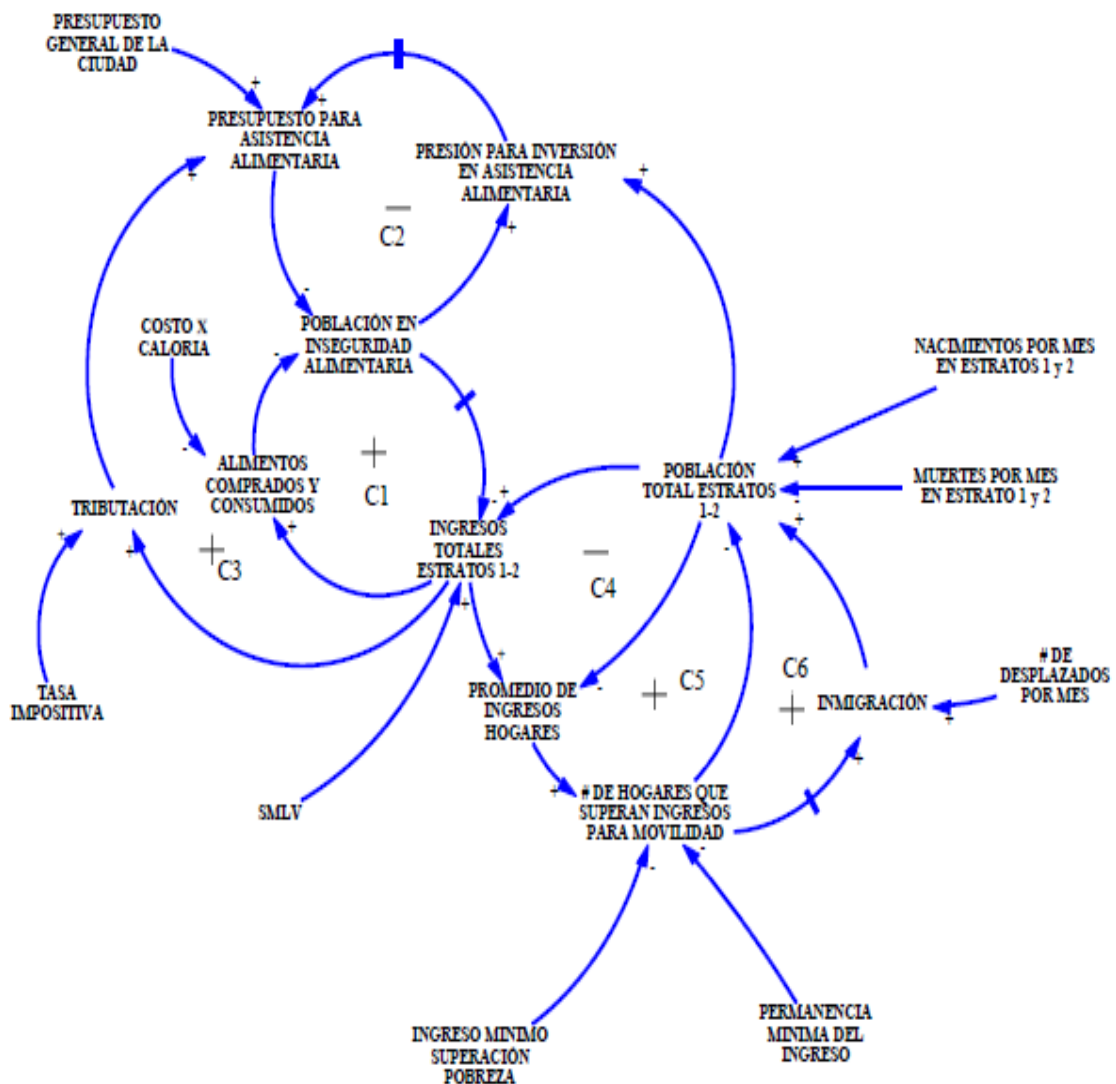 PRESUPUESTO
GENERAL DE LA
CIUDAD
+
+
PRESUPUESTO PARA
ASISTENCIA
ALIMENTARIA
+
PRESIÓN PARA INVERSIÓN
EN ASISTENCIA
ALIMENTARIA
+
+
−
C2
-
COSTO X
CALORIA
POBLACIÓN EN
INSEGURIDAD
ALIMENTARIA
-
NACIMIENTOS POR MES
EN ESTRATOS 1 y 2
+
C1
-
ALIMENTOS
COMPRADOS Y
CONSUMIDOS
+
POBLACIÓN
TOTAL ESTRATOS
1-2
+
-
+
-
MUERTES POR MES
EN ESTRATO 1 y 2
TRIBUTACIÓN
+
+
- +
INGRESOS
TOTALES
ESTRATOS 1-2
+
+
C3
−
C4
TASA
IMPOSITIVA
+
PROMEDIO DE
INGRESOS
HOGARES
-
+
C5
C6
+
INMIGRACIÓN
+
+
# DE
DESPLAZADOS
POR MES
SMLV
+
# DE HOGARES QUE
SUPERAN INGRESOS
PARA MOVILIDAD
-
-
INGRESO MINIMO
SUPERACIÓN
POBREZA
PERMANENCIA
MINIMA DEL
INGRESO